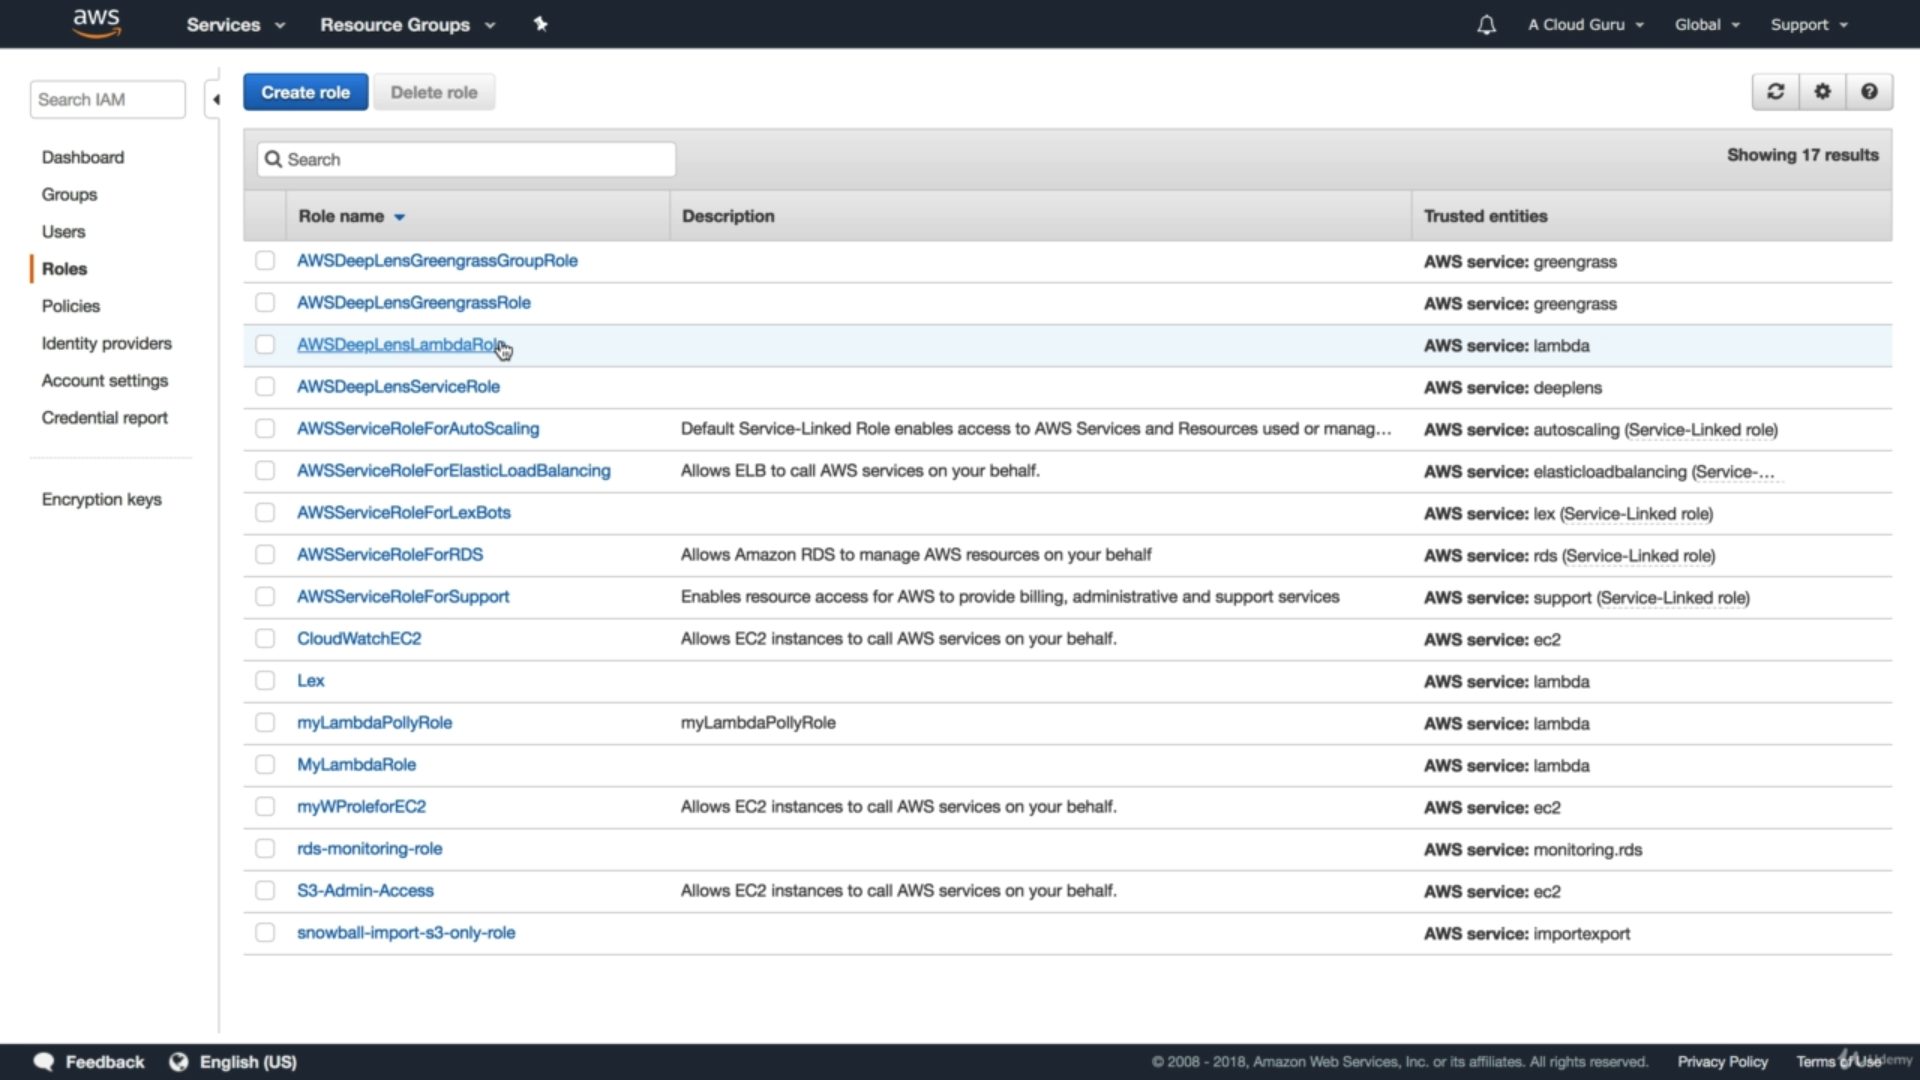 aws Services Resource Groups A Cloud Guru Global Support
Search IAM
Create role Delete role
Search
Showing 17 results
Dashboard
Groups
Users
Roles
Policies
Identity providers
Account settings
Credential report
Encryption keys
Role name Description Trusted entities
AWSDeepLensGreengrassGroupRole AWS service: greengrass
AWSDeepLensGreengrassRole AWS service: greengrass
AWSDeepLensLambdaRole AWS service: lambda
AWSDeepLensServiceRole AWS service: deeplens
AWSServiceRoleForAutoScaling Default Service-Linked Role enables access to AWS Services and Resources used or manag... AWS service: autoscaling (Service-Linked role)
AWSServiceRoleForElasticLoadBalancing Allows ELB to call AWS services on your behalf. AWS service: elasticloadbalancing (Service-...
AWSServiceRoleForLexBots AWS service: lex (Service-Linked role)
AWSServiceRoleForRDS Allows Amazon RDS to manage AWS resources on your behalf AWS service: rds (Service-Linked role)
AWSServiceRoleForSupport Enables resource access for AWS to provide billing, administrative and support services AWS service: support (Service-Linked role)
CloudWatchEC2 Allows EC2 instances to call AWS services on your behalf. AWS service: ec2
Lex AWS service: lambda
myLambdaPollyRole myLambdaPollyRole AWS service: lambda
MyLambdaRole AWS service: lambda
myWProleforEC2 Allows EC2 instances to call AWS services on your behalf. AWS service: ec2
rds-monitoring-role AWS service: monitoring.rds
S3-Admin-Access Allows EC2 instances to call AWS services on your behalf. AWS service: ec2
snowball-import-s3-only-role AWS service: importexport
Feedback English (US) © 2008 - 2018, Amazon Web Services, Inc. or its affiliates. All rights reserved. Privacy Policy Terms of Use